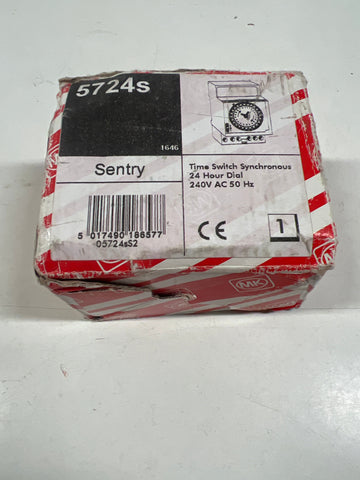 5724s
1646
Sentry
Time Switch Synchronous
24 Hour Dial
240V AC 50 Hz
5 017490 186577
05724sS2
CE
1
MK